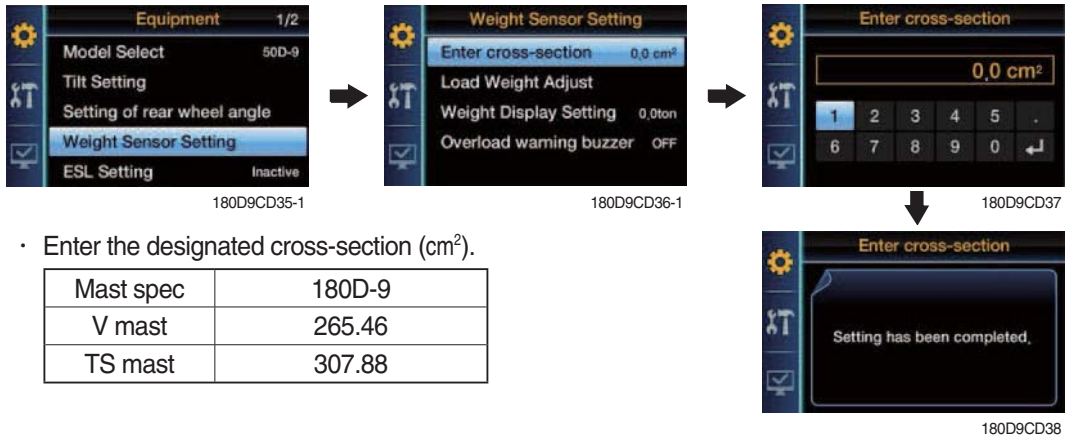 Equipment 1/2
Model Select 50D-9
Tilt Setting
Setting of rear wheel angle
Weight Sensor Setting
ESL Setting Inactive
180D9CD35-1
Weight Sensor Setting
Enter cross-section 0,0 cm²
Load Weight Adjust
Weight Display Setting 0,0ton
Overload warning buzzer OFF
180D9CD36-1
Enter cross-section
0,0 cm²
1 2 3 4 5 .
6 7 8 9 0
180D9CD37
· Enter the designated cross-section (cm²).
Mast spec 180D-9
V mast 265.46
TS mast 307.88
Enter cross-section
Setting has been completed,
180D9CD38